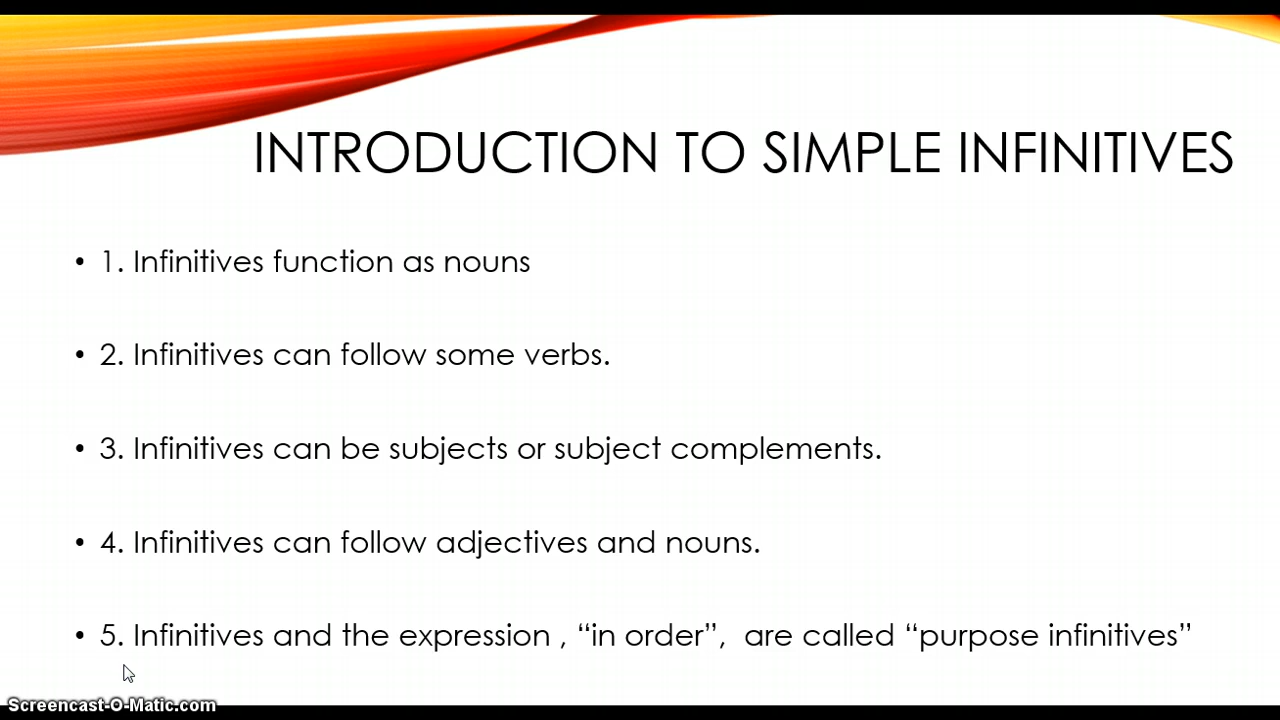 INTRODUCTION TO SIMPLE INFINITIVES
• 1. Infinitives function as nouns
• 2. Infinitives can follow some verbs.
• 3. Infinitives can be subjects or subject complements.
• 4. Infinitives can follow adjectives and nouns.
• 5. Infinitives and the expression , “in order”,  are called “purpose infinitives”
Screencast-O-Matic.com